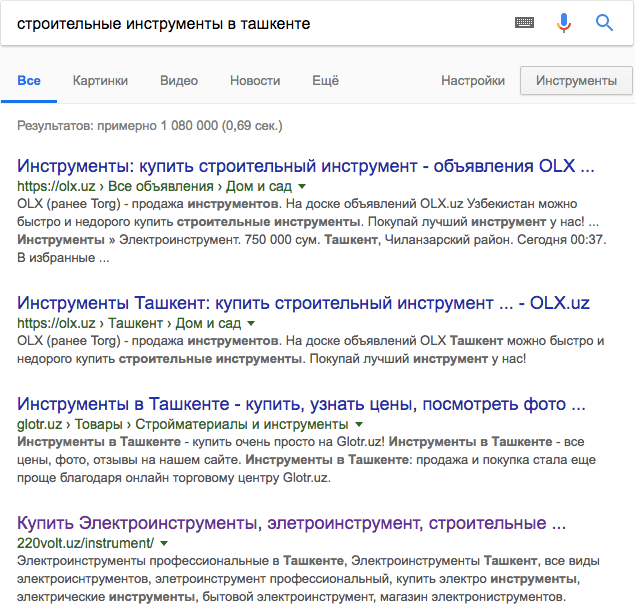 строительные инструменты в ташкенте
Все Картинки Видео Новости Ещё Настройки Инструменты
Результатов: примерно 1 080 000 (0,69 сек.)
Инструменты: купить строительный инструмент - объявления OLX ...
https://olx.uz › Все объявления › Дом и сад
OLX (ранее Torg) - продажа инструментов. На доске объявлений OLX.uz Узбекистан можно
быстро и недорого купить строительные инструменты. Покупай лучший инструмент у нас! ...
Инструменты » Электроинструмент. 750 000 сум. Ташкент, Чиланзарский район. Сегодня 00:37.
В избранные ...
Инструменты Ташкент: купить строительный инструмент ... - OLX.uz
https://olx.uz › Ташкент › Дом и сад
OLX (ранее Torg) - продажа инструментов. На доске объявлений OLX Ташкент можно быстро и
недорого купить строительные инструменты. Покупай лучший инструмент у нас!
Инструменты в Ташкенте - купить, узнать цены, посмотреть фото ...
glotr.uz › Товары › Стройматериалы и инструменты
Инструменты в Ташкенте - купить очень просто на Glotr.uz! Инструменты в Ташкенте - все
цены, фото, отзывы на нашем сайте. Инструменты в Ташкенте: продажа и покупка стала еще
проще благодаря онлайн торговому центру Glotr.uz.
Купить Электроинструменты, элетроинструмент, строительные ...
220volt.uz/instrument/
Электроинструменты профессиональные в Ташкенте, Электроинструменты Ташкент, все виды
электроиснтрументов, элетроинструмент профессиональный, купить электро инструменты,
электрические инструменты, бытовой электроинструмент, магазин электрониструментов.